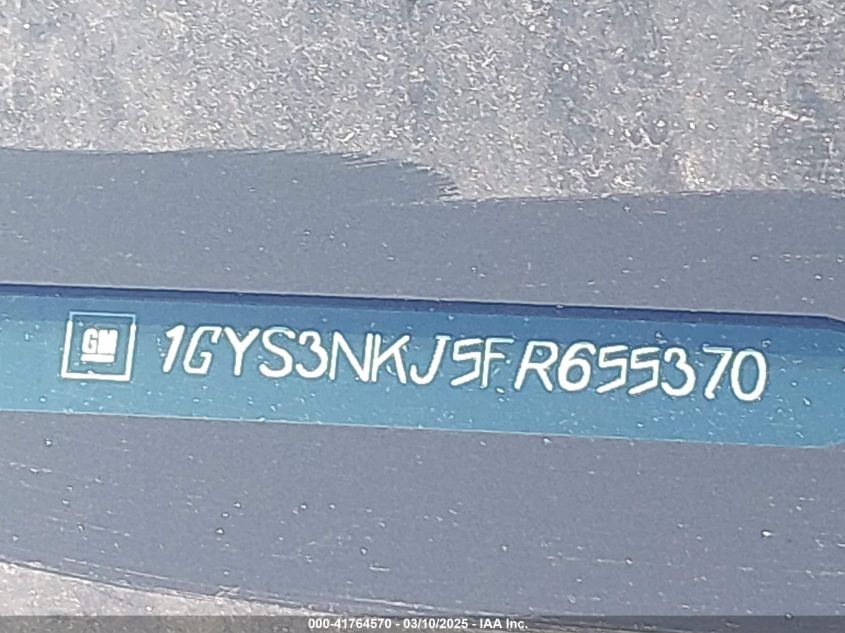 GM 1GYS3NKJ5FR655370
000-41764570 — 03/10/2025 — IAA Inc.